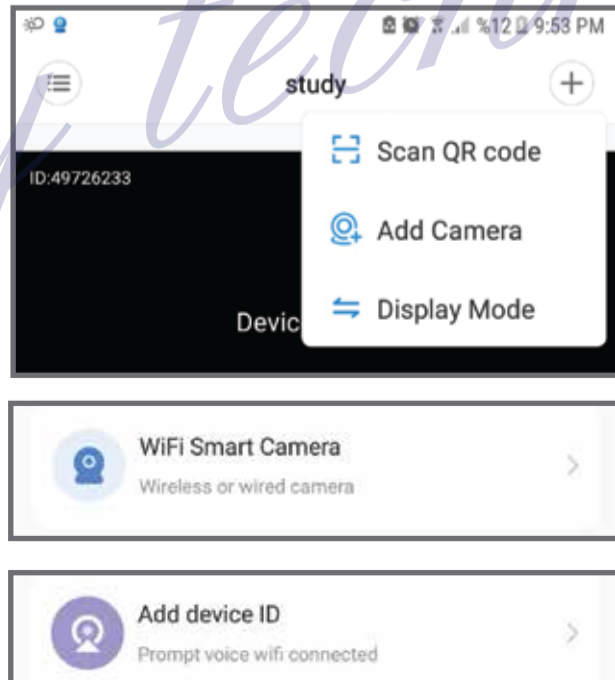 %12 9:53 PM
study
Scan QR code
ID:49726233
Add Camera
Display Mode
Devic
WiFi Smart Camera
Wireless or wired camera
Add device ID
Prompt voice wifi connected